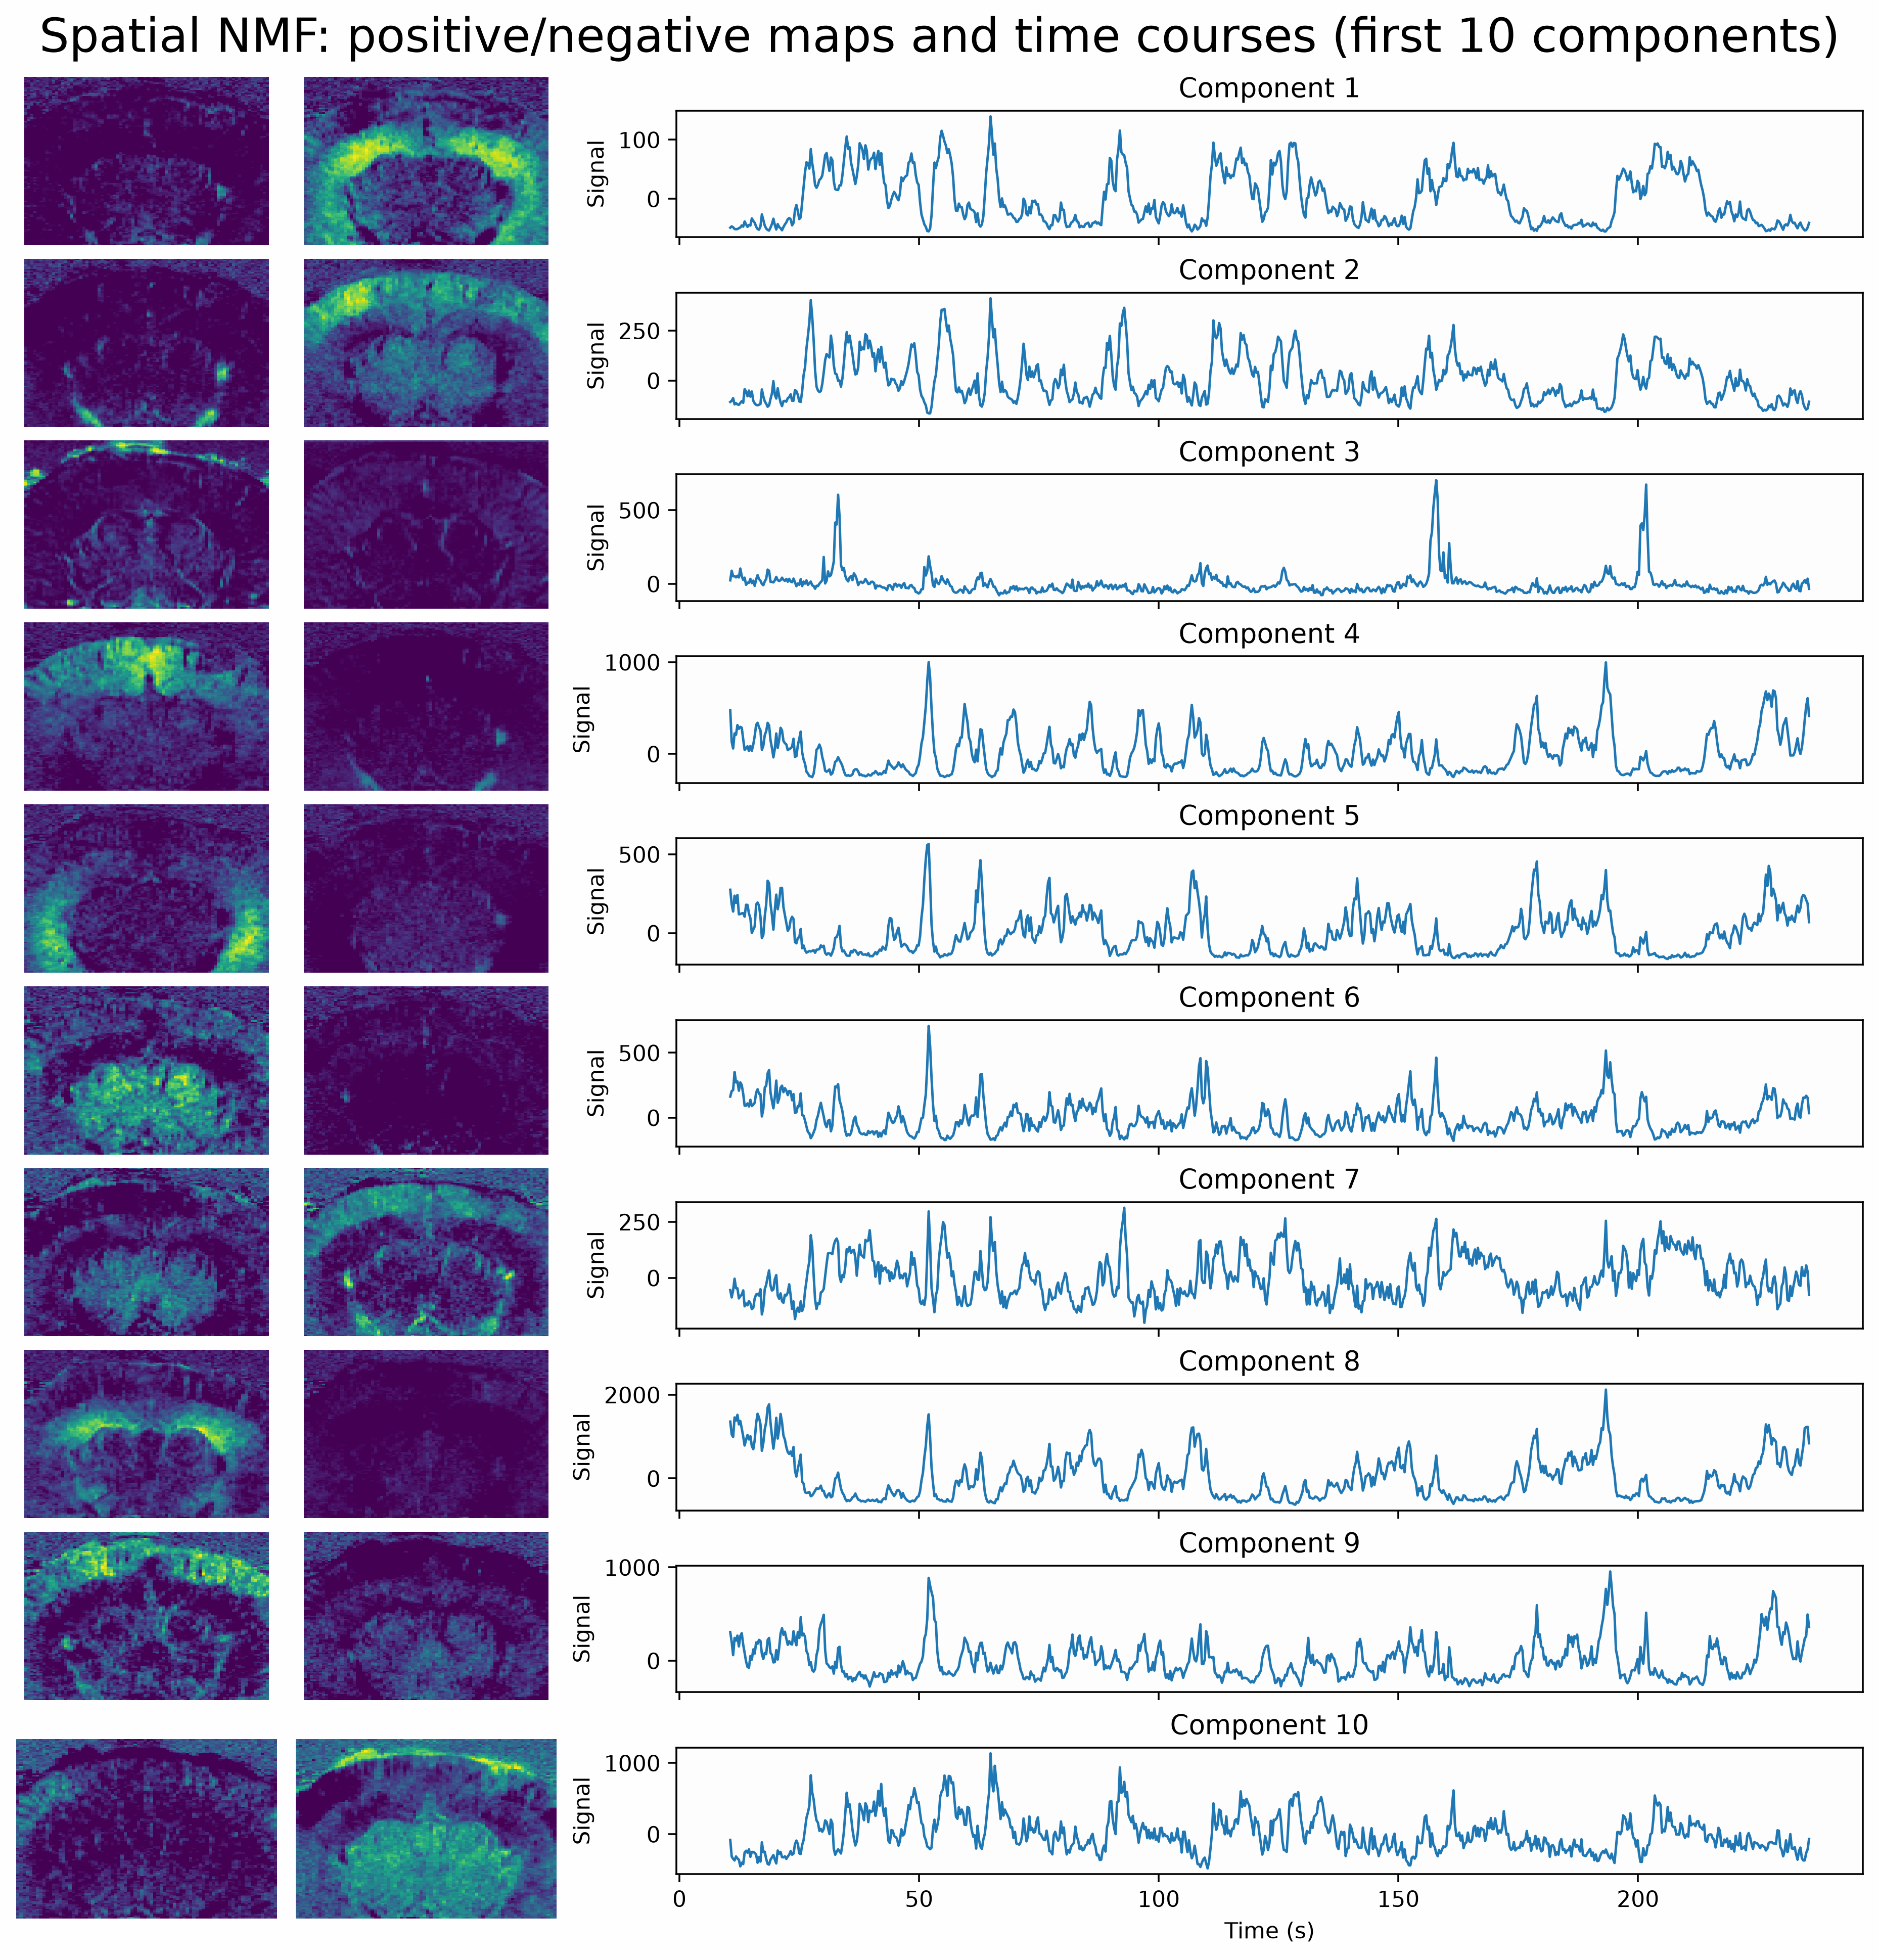 Spatial NMF: positive/negative maps and time courses (first 10 components)
Component 1
100
0
Signal
Component 2
250
0
Signal
Component 3
500
0
Signal
Component 4
1000
0
Signal
Component 5
500
0
Signal
Component 6
500
0
Signal
Component 7
250
0
Signal
Component 8
2000
0
Signal
Component 9
1000
0
Signal
Component 10
1000
0
Signal
0 50 100 150 200
Time (s)